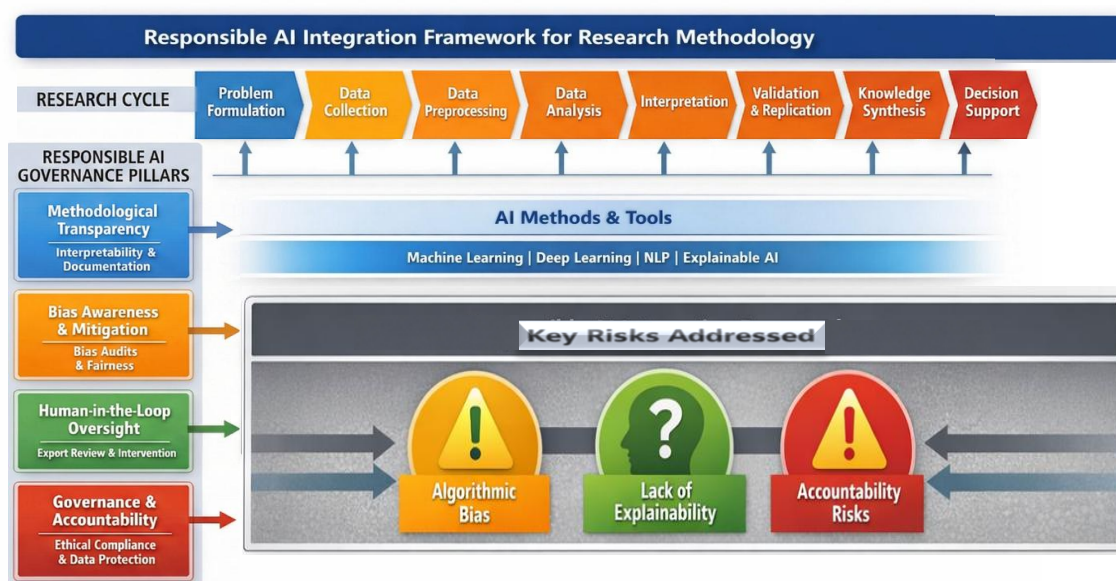 Responsible AI Integration Framework for Research Methodology
RESEARCH CYCLE
Problem
Formulation
Data
Collection
Data
Preprocessing
Data
Analysis
Interpretation
Validation
& Replication
Knowledge
Synthesis
Decision
Support
RESPONSIBLE AI
GOVERNANCE PILLARS
Methodological
Transparency
Interpretability &
Documentation
Bias Awareness
& Mitigation
Bias Audits
& Fairness
Human-in-the-Loop
Oversight
Export Review & Intervention
Governance &
Accountability
Ethical Compliance
& Data Protection
AI Methods & Tools
Machine Learning | Deep Learning | NLP | Explainable AI
Key Risks Addressed
!
?
!
Algorithmic
Bias
Lack of
Explainability
Accountability
Risks